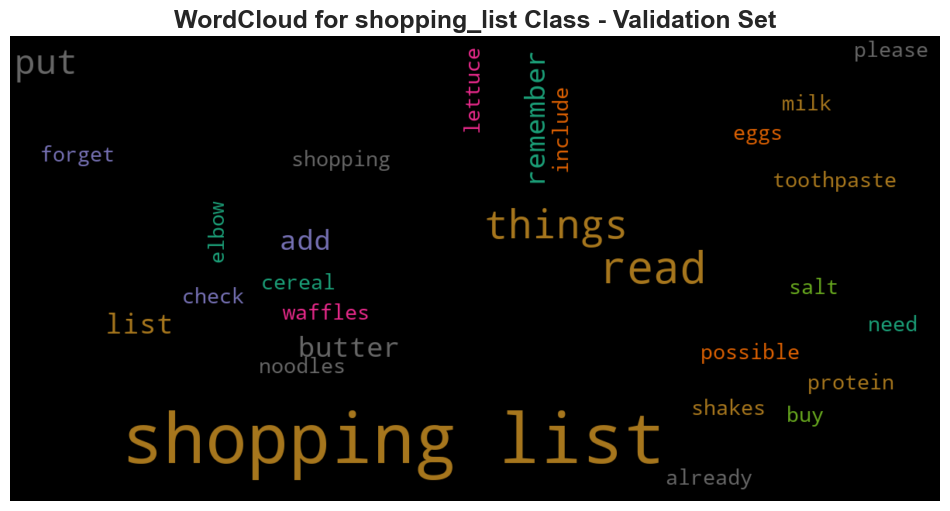 WordCloud for shopping_list Class - Validation Set
put
please
lettuce
remember
include
milk
eggs
forget
shopping
toothpaste
elbow
things
add
read
cereal
salt
check
waffles
list
need
butter
possible
noodles
protein
shakes
buy
shopping list
already